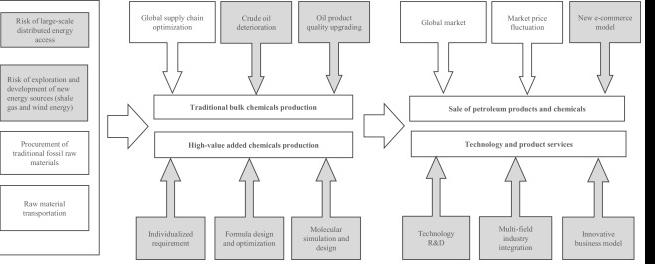 Risk of large-scale
distributed energy
access
Risk of exploration and
development of new
energy sources (shale
gas and wind energy)
Procurement of
traditional fossil raw
materials
Raw material
transportation
Global supply chain
optimization
Crude oil
deterioration
Oil product
quality upgrading
Traditional bulk chemicals production
High-value added chemicals production
Individualized
requirement
Formula design
and optimization
Molecular
simulation and
design
Global market
Market price
fluctuation
New e-commerce
model
Sale of petroleum products and chemicals
Technology and product services
Technology
R&D
Multi-field
industry
integration
Innovative
business model